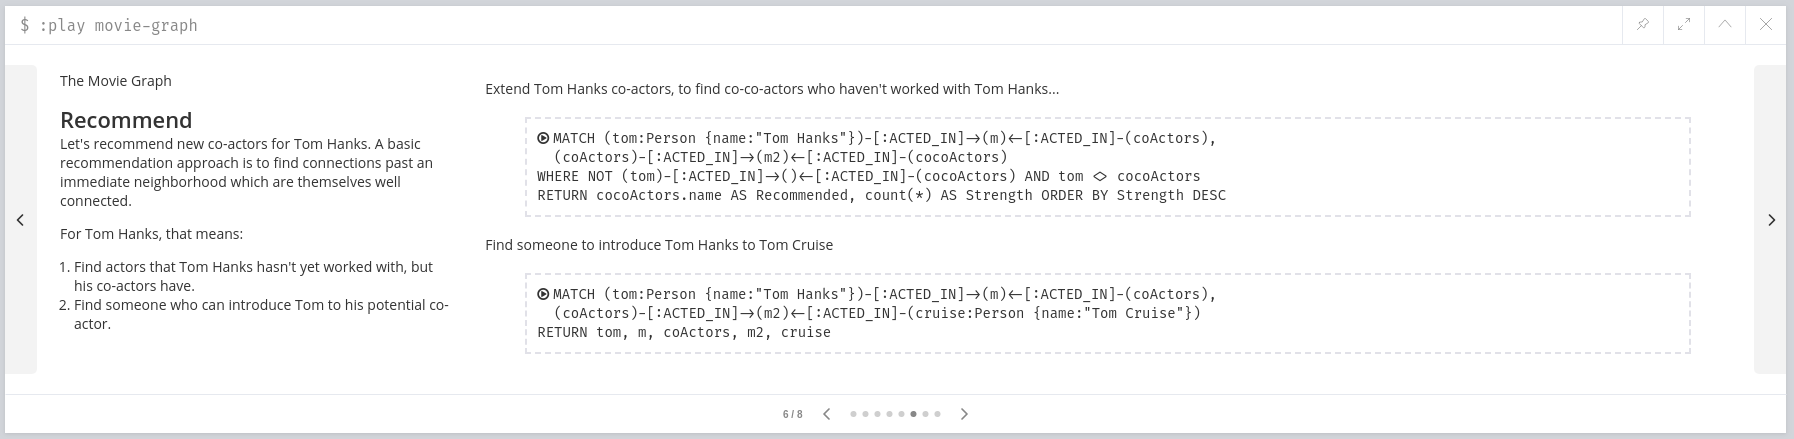 $ :play movie-graph
The Movie Graph
Recommend
Let's recommend new co-actors for Tom Hanks. A basic
recommendation approach is to find connections past an
immediate neighborhood which are themselves well
connected.
For Tom Hanks, that means:
1. Find actors that Tom Hanks hasn't yet worked with, but
his co-actors have.
2. Find someone who can introduce Tom to his potential co-
actor.
Extend Tom Hanks co-actors, to find co-co-actors who haven't worked with Tom Hanks...
MATCH (tom:Person {name:"Tom Hanks"})-[:ACTED_IN]->(m)<-[:ACTED_IN]-(coActors),
(coActors)-[:ACTED_IN]->(m2)<-[:ACTED_IN]-(cocoActors)
WHERE NOT (tom)-[:ACTED_IN]->()<-[:ACTED_IN]-(cocoActors) AND tom <> cocoActors
RETURN cocoActors.name AS Recommended, count(*) AS Strength ORDER BY Strength DESC
Find someone to introduce Tom Hanks to Tom Cruise
MATCH (tom:Person {name:"Tom Hanks"})-[:ACTED_IN]->(m)<-[:ACTED_IN]-(coActors),
(coActors)-[:ACTED_IN]->(m2)<-[:ACTED_IN]-(cruise:Person {name:"Tom Cruise"})
RETURN tom, m, coActors, m2, cruise
6 / 8